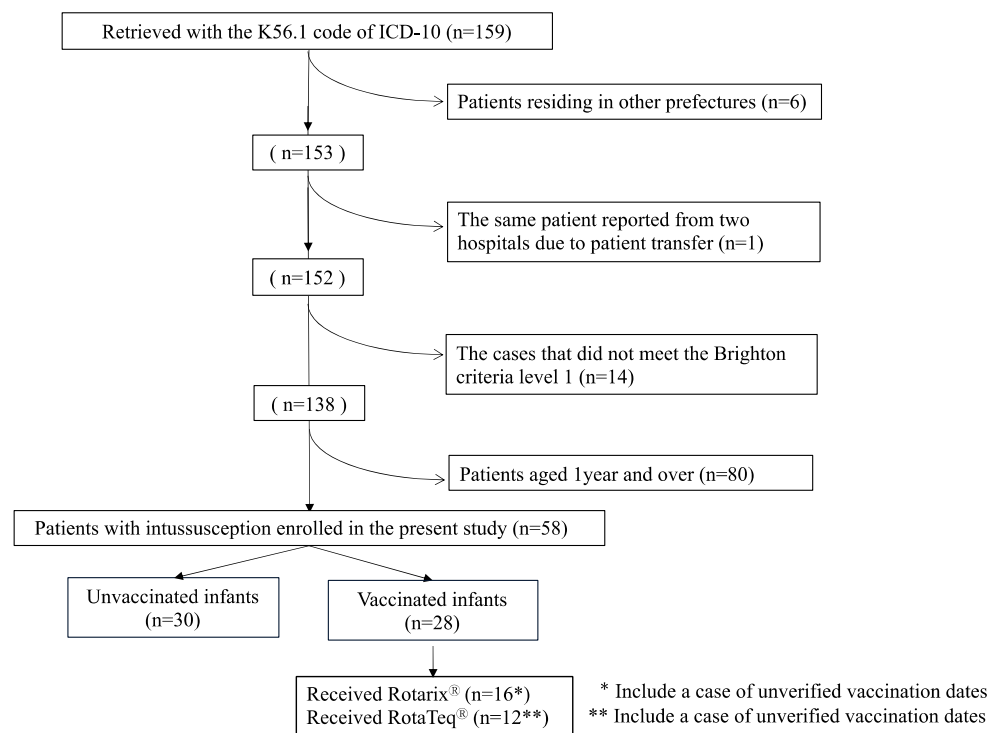 Retrieved with the K56.1 code of ICD-10 (n=159)
Patients residing in other prefectures (n=6)
( n=153 )
The same patient reported from two
hospitals due to patient transfer (n=1)
( n=152 )
The cases that did not meet the Brighton
criteria level 1 (n=14)
( n=138 )
Patients aged 1year and over (n=80)
Patients with intussusception enrolled in the present study (n=58)
Unvaccinated infants
(n=30)
Vaccinated infants
(n=28)
Received Rotarix® (n=16*)
Received RotaTeq® (n=12**)
* Include a case of unverified vaccination dates
** Include a case of unverified vaccination dates